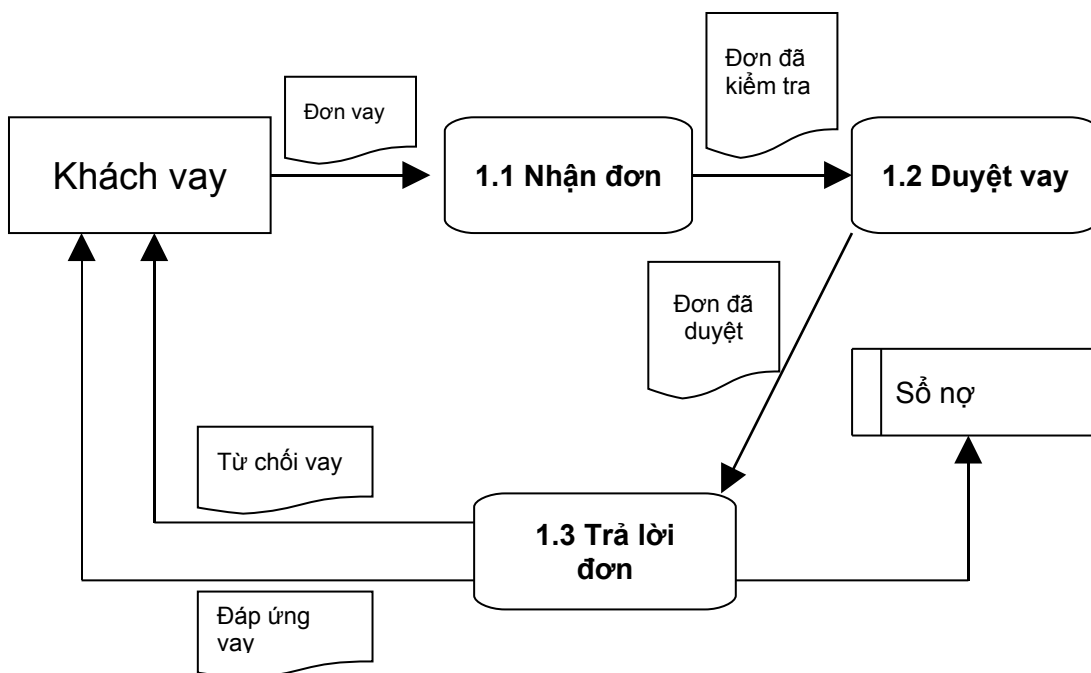 Đơn đã
kiểm tra
Đơn vay
Khách vay
1.1 Nhận đơn
1.2 Duyệt vay
Đơn đã
duyệt
Sổ nợ
Từ chối vay
1.3 Trả lời
đơn
Đáp ứng
vay